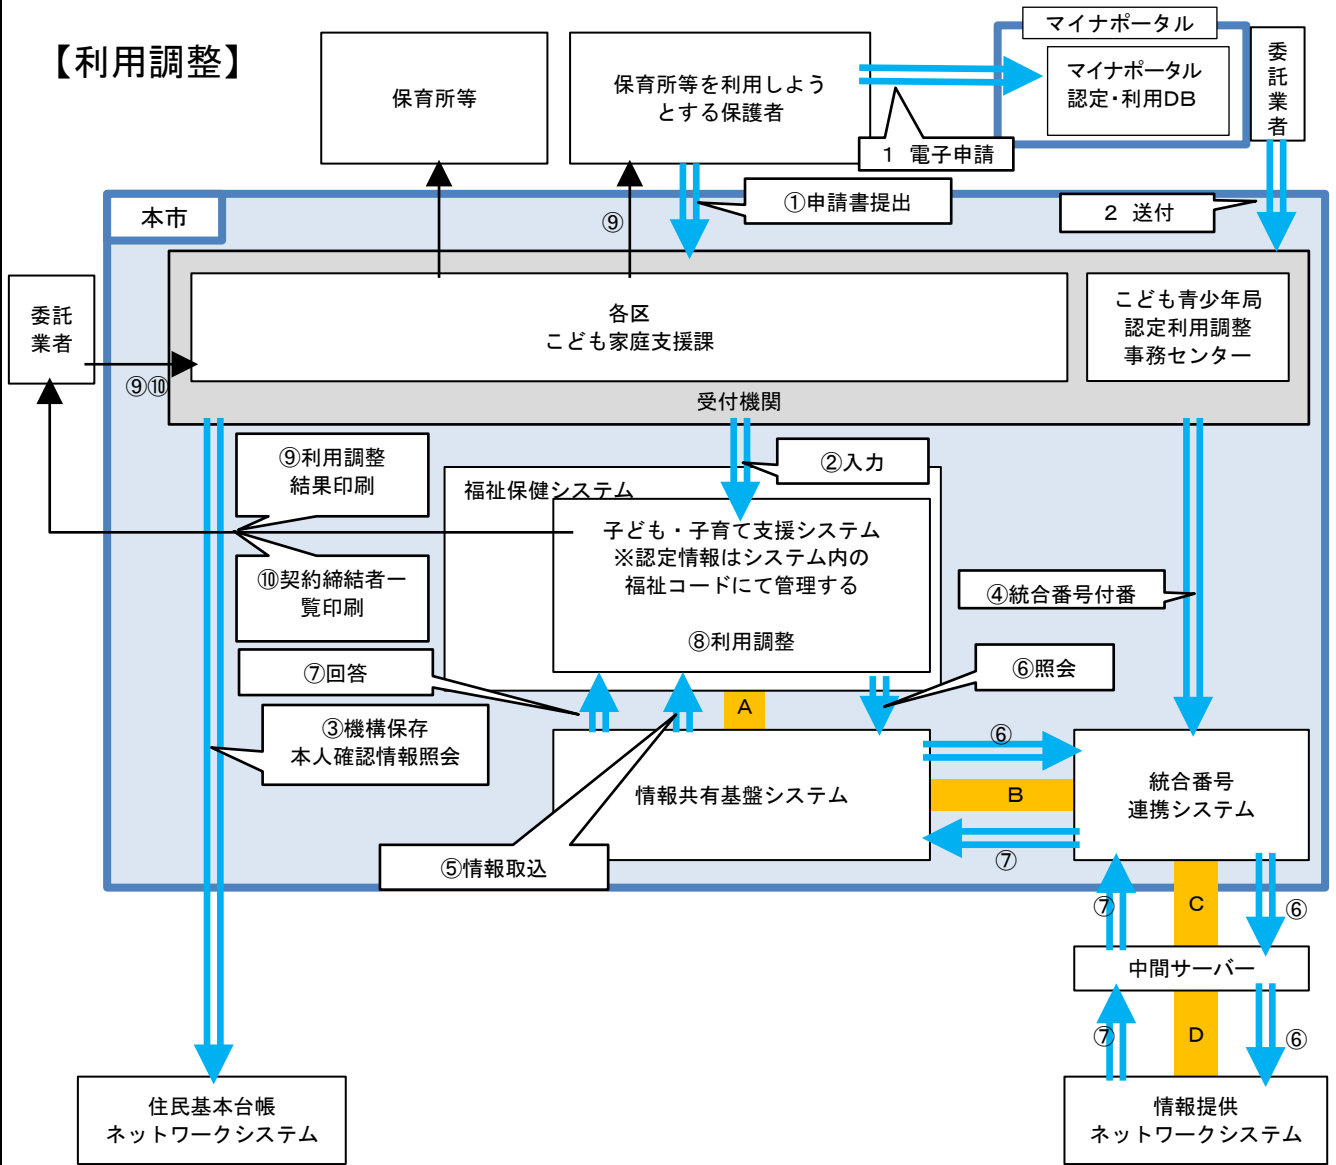 【利用調整】
保育所等
保育所等を利用しよう
とする保護者
マイナポータル
マイナポータル
認定・利用DB
委託業者
1 電子申請
①申請書提出
2 送付
本市
⑨
各区
こども家庭支援課
こども青少年局
認定利用調整
事務センター
受付機関
委託
業者
⑨⑩
⑨利用調整
結果印刷
②入力
福祉保健システム
子ども・子育て支援システム
※認定情報はシステム内の
福祉コードにて管理する
⑧利用調整
⑩契約締結者一
覧印刷
④統合番号付番
⑦回答
⑥照会
③機構保存
本人確認情報照会
A
情報共有基盤システム
⑥
B
⑦
統合番号
連携システム
⑤情報取込
⑦
C
⑥
中間サーバー
⑦
D
⑥
住民基本台帳
ネットワークシステム
情報提供
ネットワークシステム